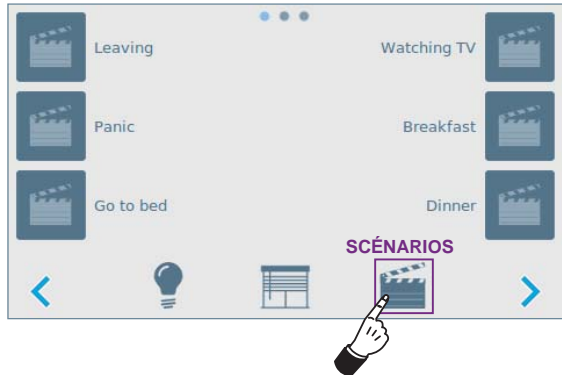 Leaving
Watching TV
Panic
Breakfast
Go to bed
Dinner
SCÉNARIOS